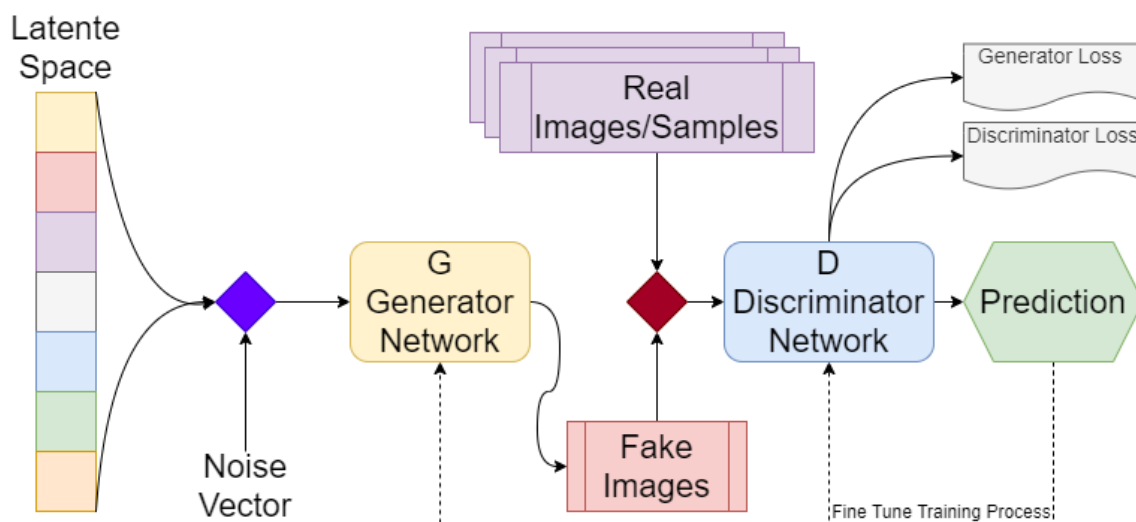 Latente
Space
Real
Images/Samples
Generator Loss
Discriminator Loss
G
Generator
Network
D
Discriminator
Network
Prediction
Noise
Vector
Fake
Images
Fine Tune Training Process